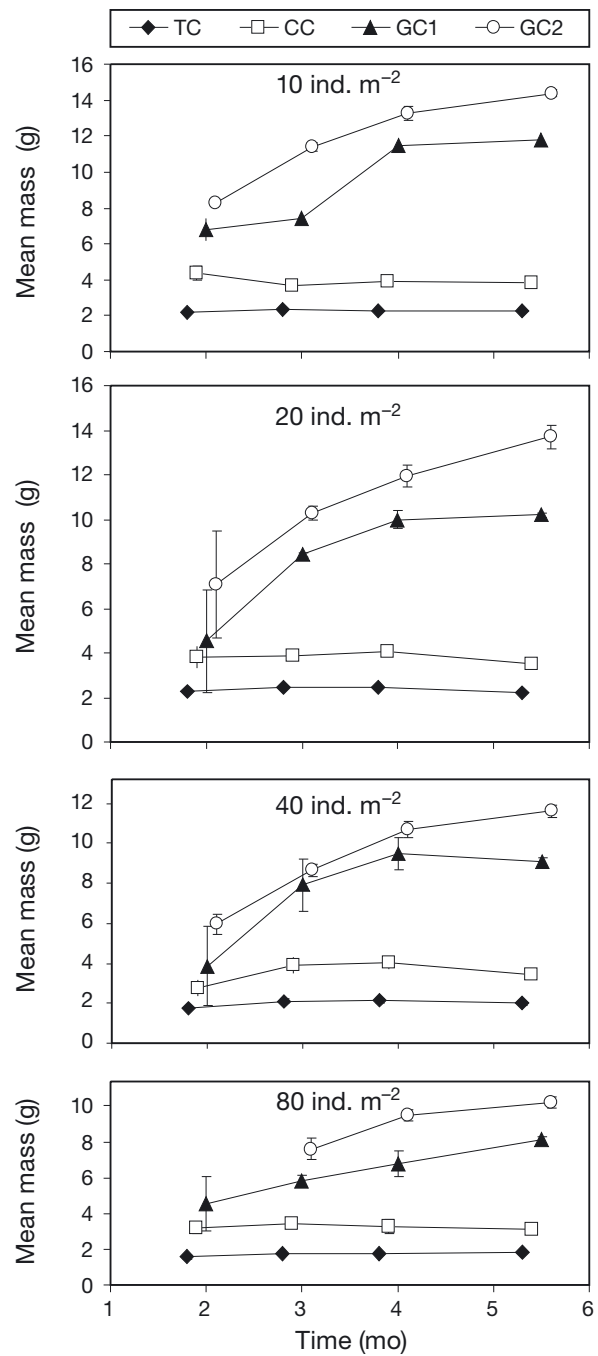 TC CC GC1 GC2
10 ind. m⁻²
Mean mass (g)
16
14
12
10
8
6
4
2
0
20 ind. m⁻²
Mean mass (g)
16
14
12
10
8
6
4
2
0
40 ind. m⁻²
Mean mass (g)
12
10
8
6
4
2
0
80 ind. m⁻²
Mean mass (g)
10
8
6
4
2
0
1 2 3 4 5 6
Time (mo)